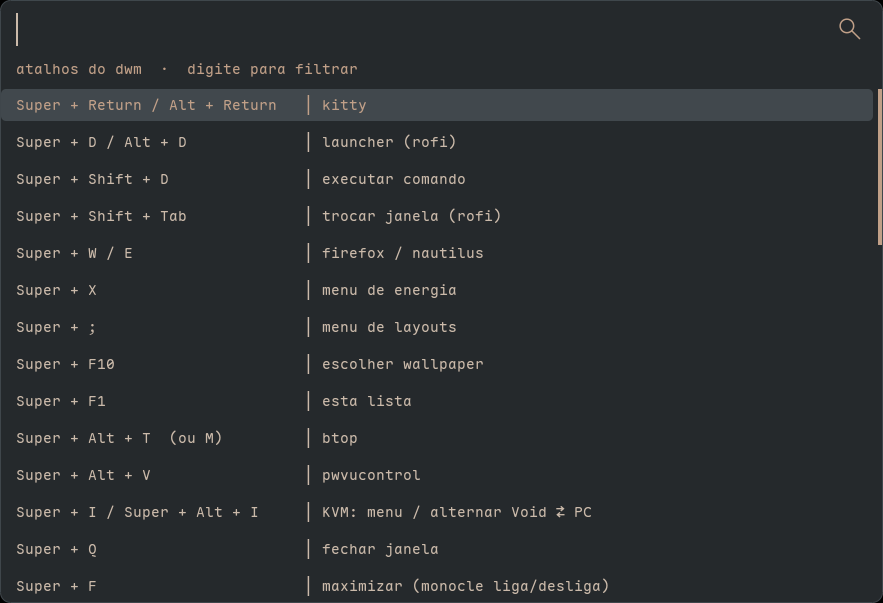 atalhos do dwm · digite para filtrar
Super + Return / Alt + Return │ kitty
Super + D / Alt + D │ launcher (rofi)
Super + Shift + D │ executar comando
Super + Shift + Tab │ trocar janela (rofi)
Super + W / E │ firefox / nautilus
Super + X │ menu de energia
Super + ; │ menu de layouts
Super + F10 │ escolher wallpaper
Super + F1 │ esta lista
Super + Alt + T (ou M) │ btop
Super + Alt + V │ pwvucontrol
Super + I / Super + Alt + I │ KVM: menu / alternar Void ⇄ PC
Super + Q │ fechar janela
Super + F │ maximizar (monocle liga/desliga)